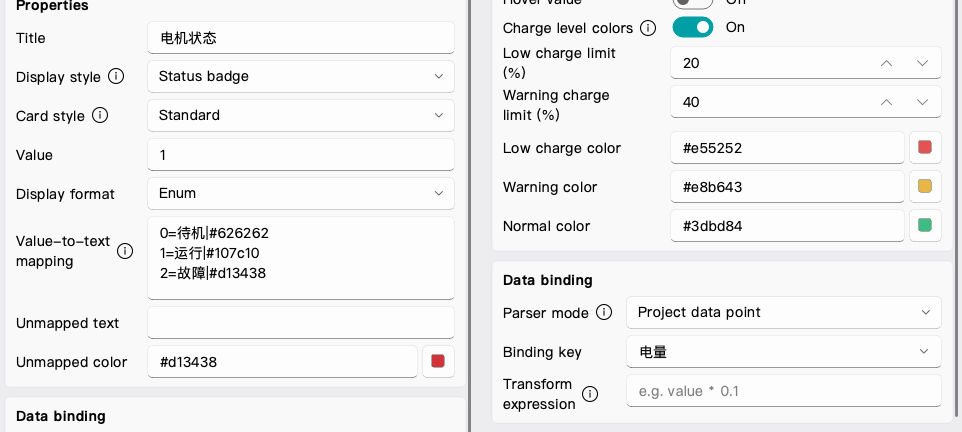 Properties
Title
电机状态
Display style
Status badge
Card style
Standard
Value
1
Display format
Enum
Value-to-text
mapping
0=待机|#626262
1=运行|#107c10
2=故障|#d13438
Unmapped text
Unmapped color
#d13438
Data binding
Hover value
On
Charge level colors
On
Low charge limit
(%)
20
Warning charge
limit (%)
40
Low charge color
#e55252
Warning color
#e8b643
Normal color
#3dbd84
Data binding
Parser mode
Project data point
Binding key
电量
Transform
expression
e.g. value * 0.1